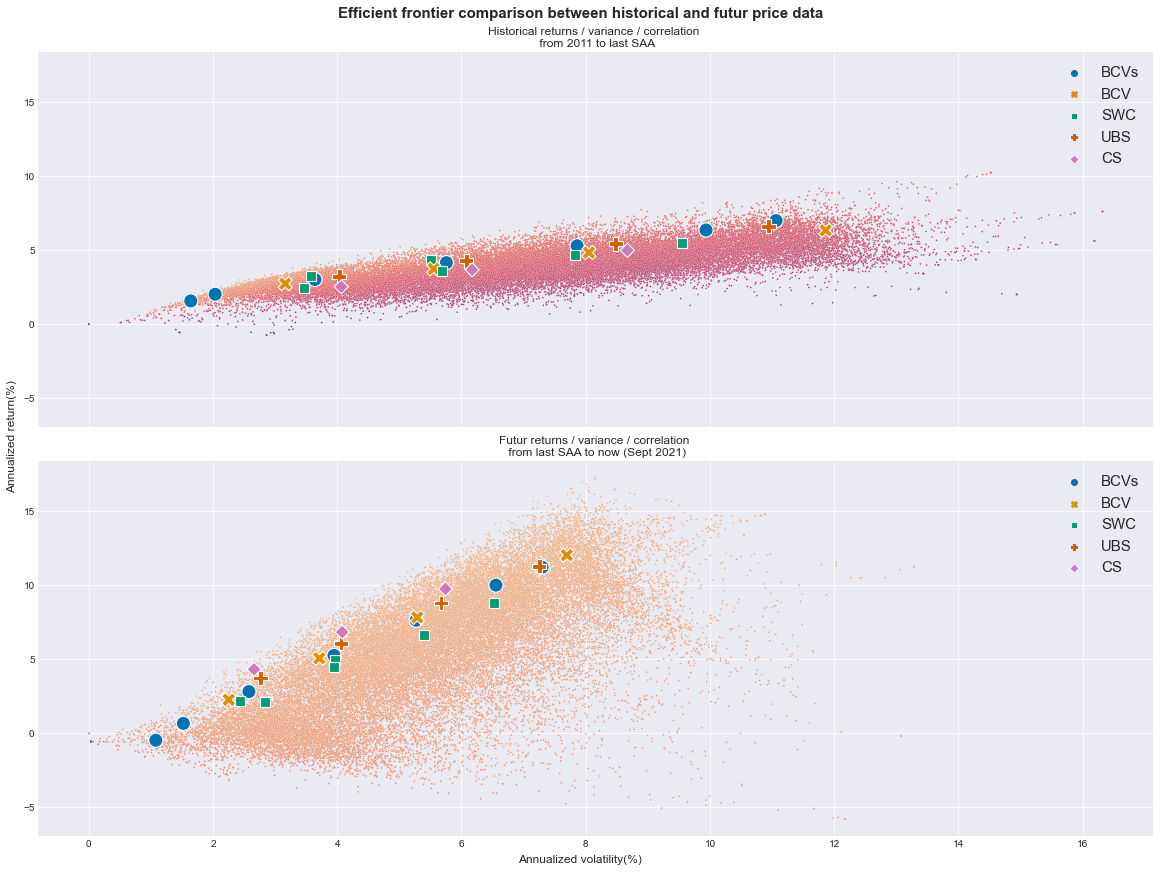 Efficient frontier comparison between historical and futur price data
Historical returns / variance / correlation
from 2011 to last SAA
15
10
5
0
−5
BCVs
BCV
SWC
UBS
CS
Annualized return(%)
Futur returns / variance / correlation
from last SAA to now (Sept 2021)
15
10
5
0
−5
BCVs
BCV
SWC
UBS
CS
0 2 4 6 8 10 12 14 16
Annualized volatility(%)